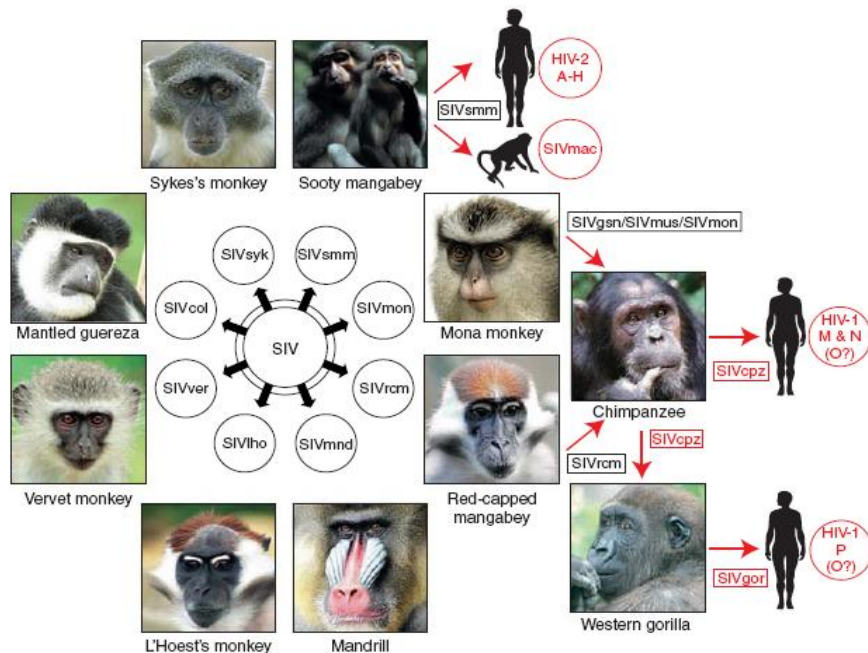 HIV-2
A-H
SIVsmm
SIVmac
Sykes's monkey
Sooty mangabey
SIVgsn/SIVmus/SIVmon
SIVsyk
SIVsmm
SIVcol
SIVmon
Mantled guereza
Mona monkey
SIV
HIV-1
M & N
(O?)
SIVcpz
SIVver
SIVrcm
Chimpanzee
SIVcpz
SIVlho
SIVmnd
SIVrcm
Vervet monkey
Red-capped
mangabey
HIV-1
P
(O?)
SIVgor
L'Hoest's monkey
Mandrill
Western gorilla